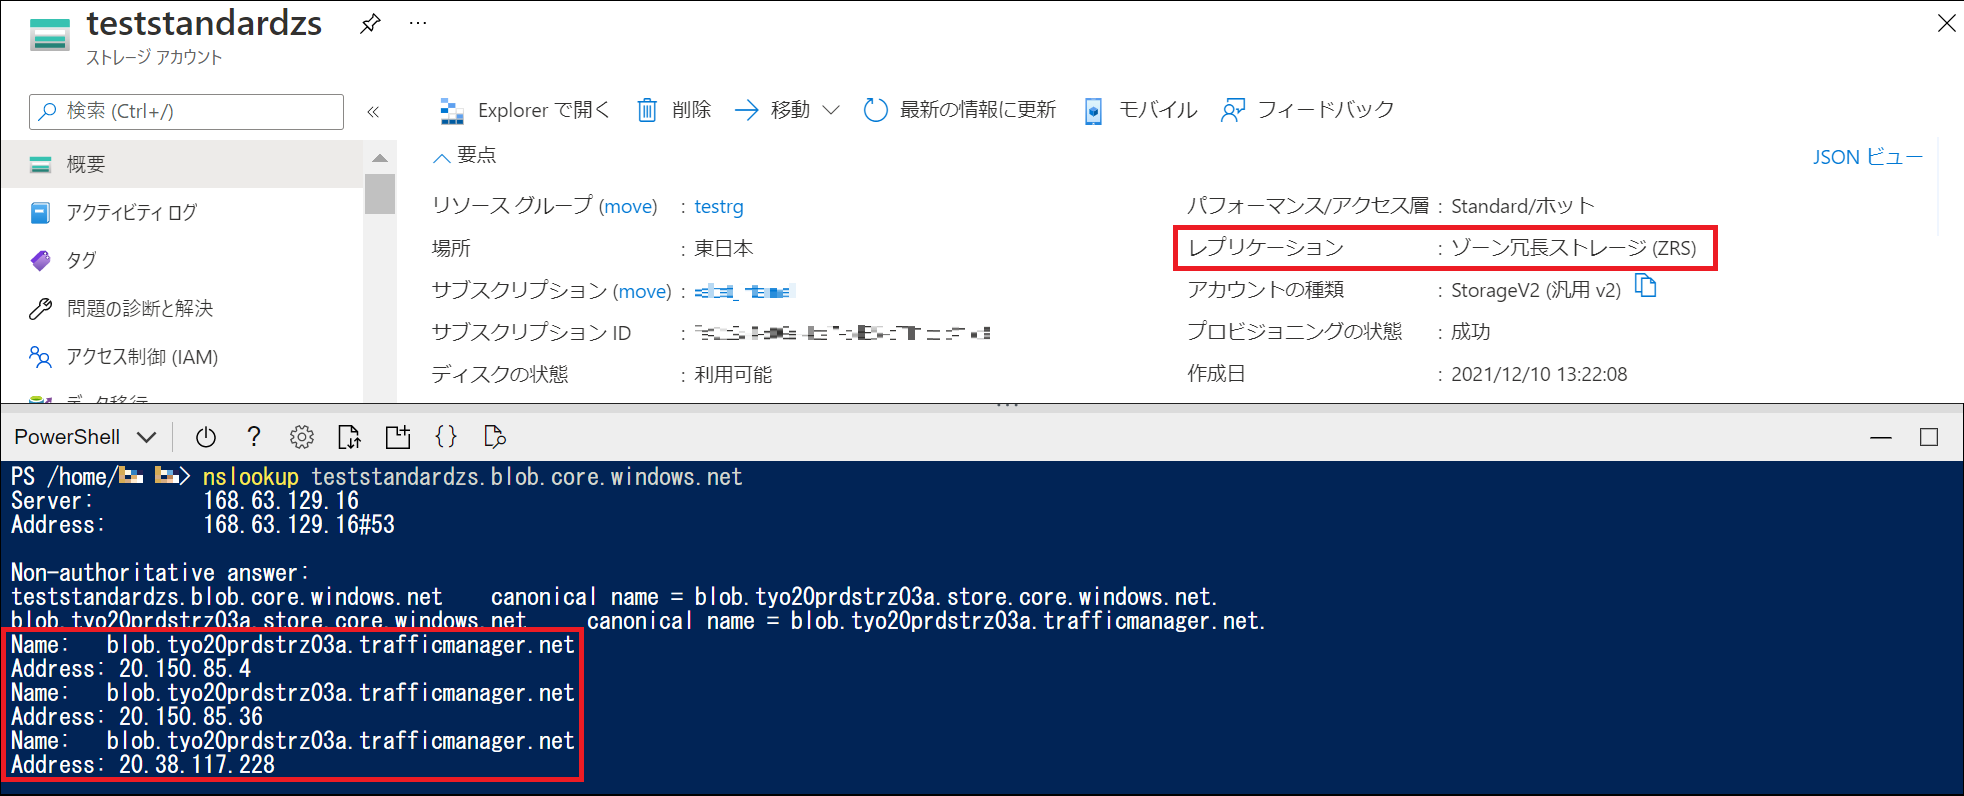 teststandardzs
ストレージ アカウント
検索 (Ctrl+/)
«
Explorer で開く
削除
移動
最新の情報に更新
モバイル
フィードバック
概要
アクティビティ ログ
タグ
問題の診断と解決
アクセス制御 (IAM)
データ移行
要点
JSON ビュー
リソース グループ (move) : testrg
場所 : 東日本
サブスクリプション (move) :
サブスクリプション ID :
ディスクの状態 : 利用可能
パフォーマンス/アクセス層 : Standard/ホット
レプリケーション : ゾーン冗長ストレージ (ZRS)
アカウントの種類 : StorageV2 (汎用 v2)
プロビジョニングの状態 : 成功
作成日 : 2021/12/10 13:22:08
PowerShell
PS /home/ > nslookup teststandardzs.blob.core.windows.net
Server: 168.63.129.16
Address: 168.63.129.16#53
Non-authoritative answer:
teststandardzs.blob.core.windows.net canonical name = blob.tyo20prdstrz03a.store.core.windows.net.
blob.tyo20prdstrz03a.store.core.windows.net canonical name = blob.tyo20prdstrz03a.trafficmanager.net.
Name: blob.tyo20prdstrz03a.trafficmanager.net
Address: 20.150.85.4
Name: blob.tyo20prdstrz03a.trafficmanager.net
Address: 20.150.85.36
Name: blob.tyo20prdstrz03a.trafficmanager.net
Address: 20.38.117.228